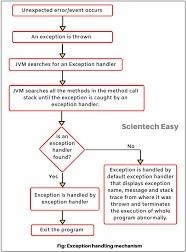 Unexpected error/event occurs
An exception is thrown
JVM searches for an Exception handler
JVM searches all the methods in the method call
stack until the exception is caught by an
exception handler.
Scientech Easy
Is an
exception
handler
found?
No
Yes
Exception is handled by
default exception handler
that displays exception
name, message and stack
trace from where it was
thrown and terminates
the execution of whole
program abnormally.
Exception is handled by
exception handler
Exit the program
Fig: Exception handling mechanism